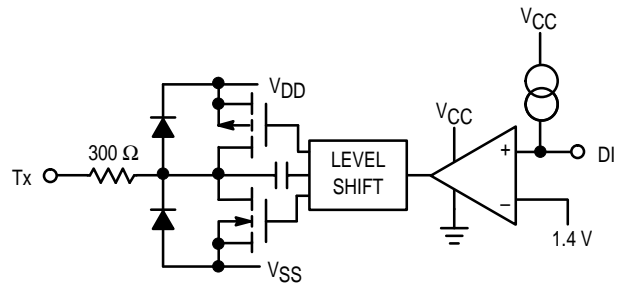 VCC
VDD
VCC
300 Ω
LEVEL
SHIFT
+
DI
Tx
−
1.4 V
VSS